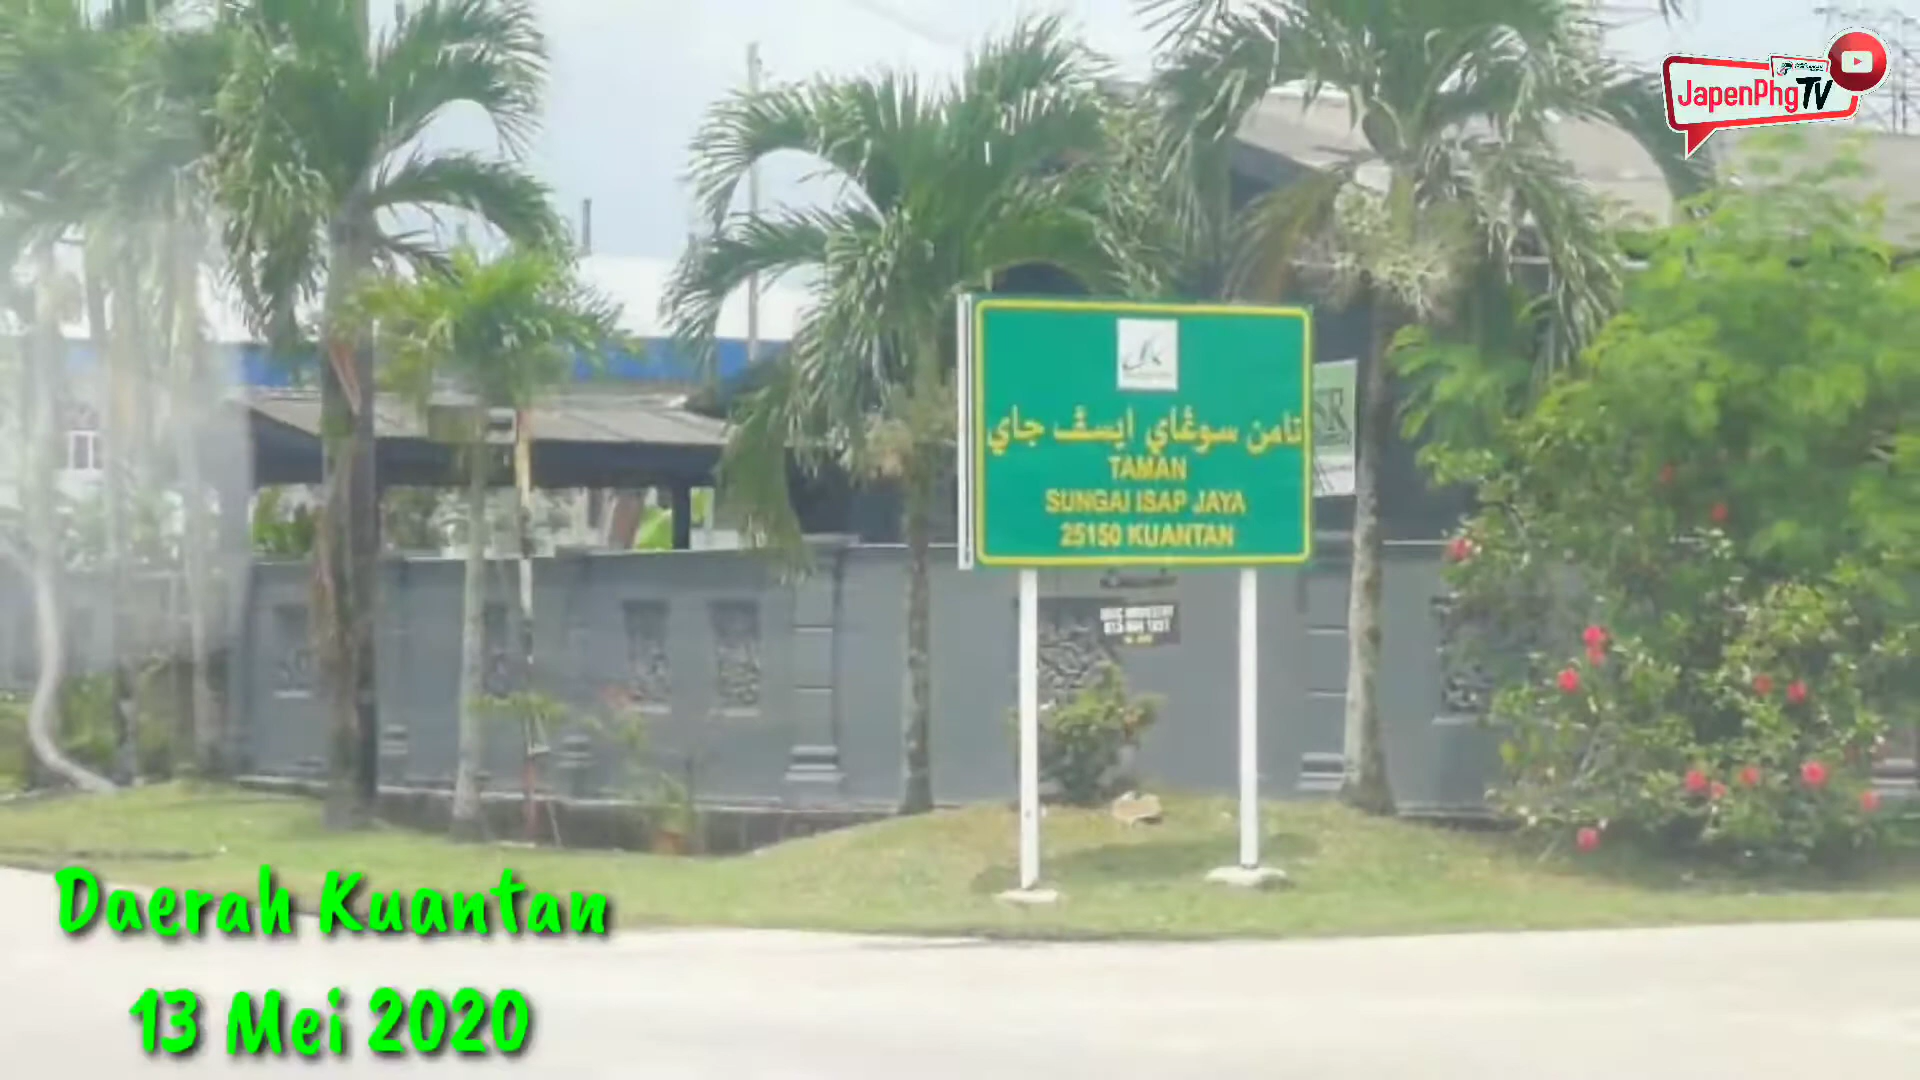 JapenPhgTV
تامن سوڠاي ايسڤ جاي
TAMAN
SUNGAI ISAP JAYA
25150 KUANTAN
Daerah Kuantan
13 Mei 2020